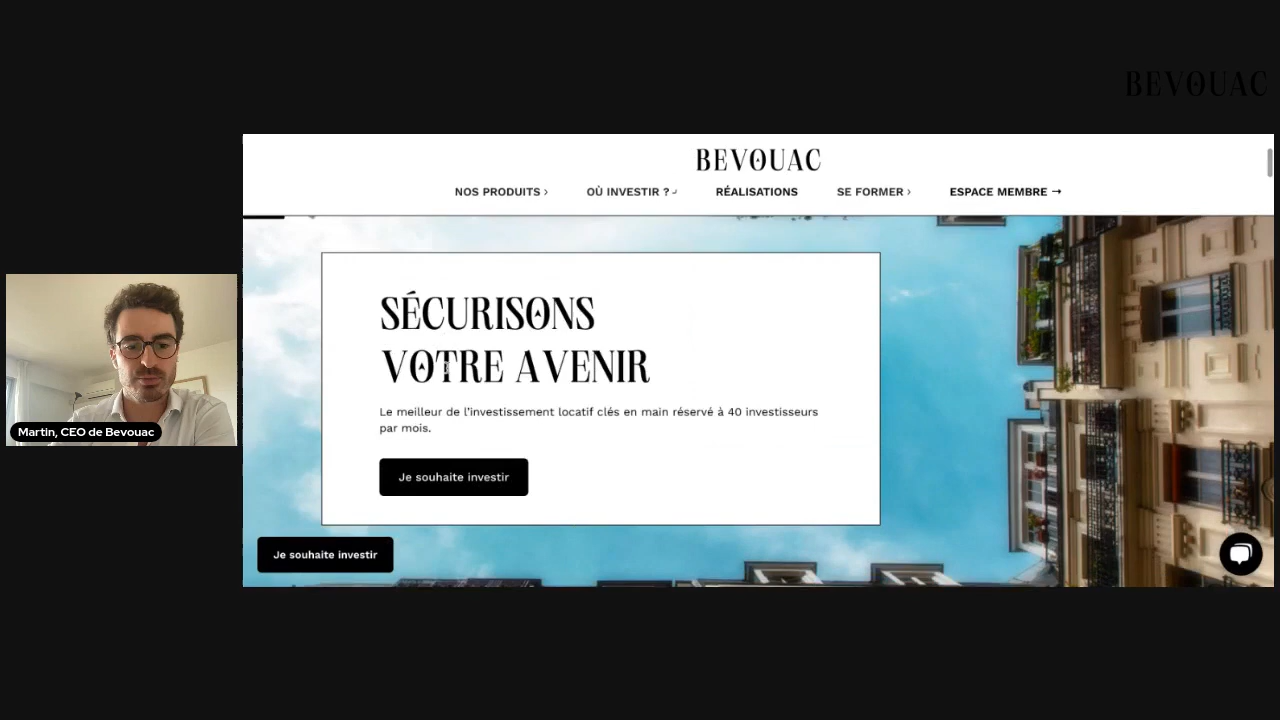 BEVOUAC
BEVOUAC
NOS PRODUITS › OÙ INVESTIR ? RÉALISATIONS SE FORMER › ESPACE MEMBRE →
SÉCURISONS
VOTRE AVENIR
Le meilleur de l'investissement locatif clés en main réservé à 40 investisseurs
par mois.
Je souhaite investir
Martin, CEO de Bevouac
Je souhaite investir